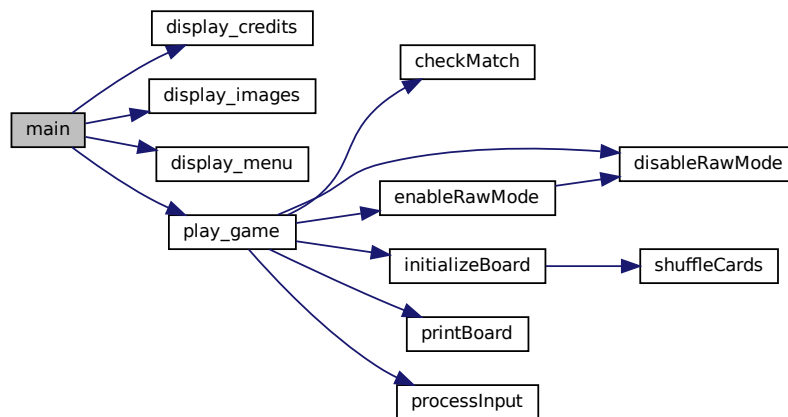 main
display_credits
display_images
display_menu
play_game
checkMatch
disableRawMode
enableRawMode
initializeBoard
shuffleCards
printBoard
processInput